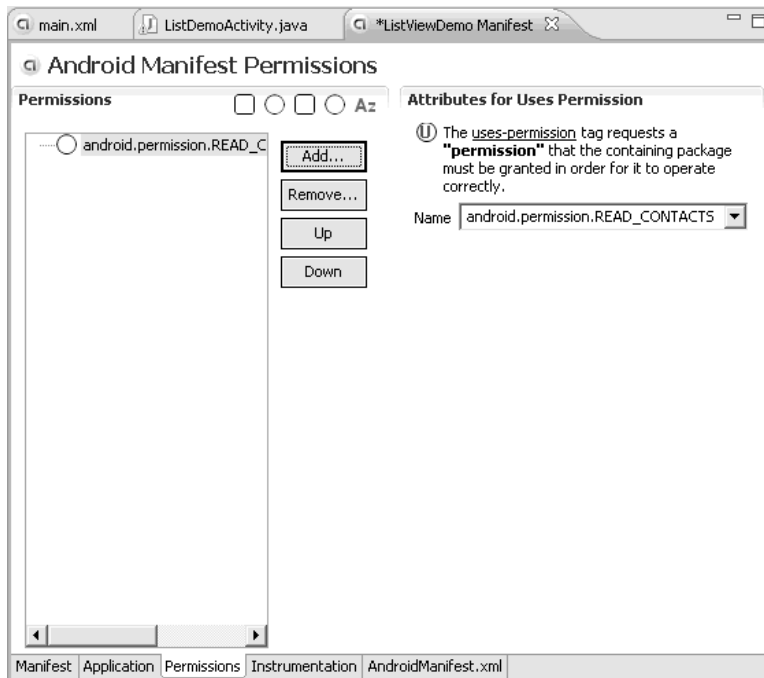 main.xml
ListDemoActivity.java
*ListViewDemo Manifest
Android Manifest Permissions
Permissions
Az
android.permission.READ_C
Add...
Remove...
Up
Down
Attributes for Uses Permission
U The uses-permission tag requests a
"permission" that the containing package
must be granted in order for it to operate
correctly.
Name android.permission.READ_CONTACTS
Manifest Application Permissions Instrumentation AndroidManifest.xml